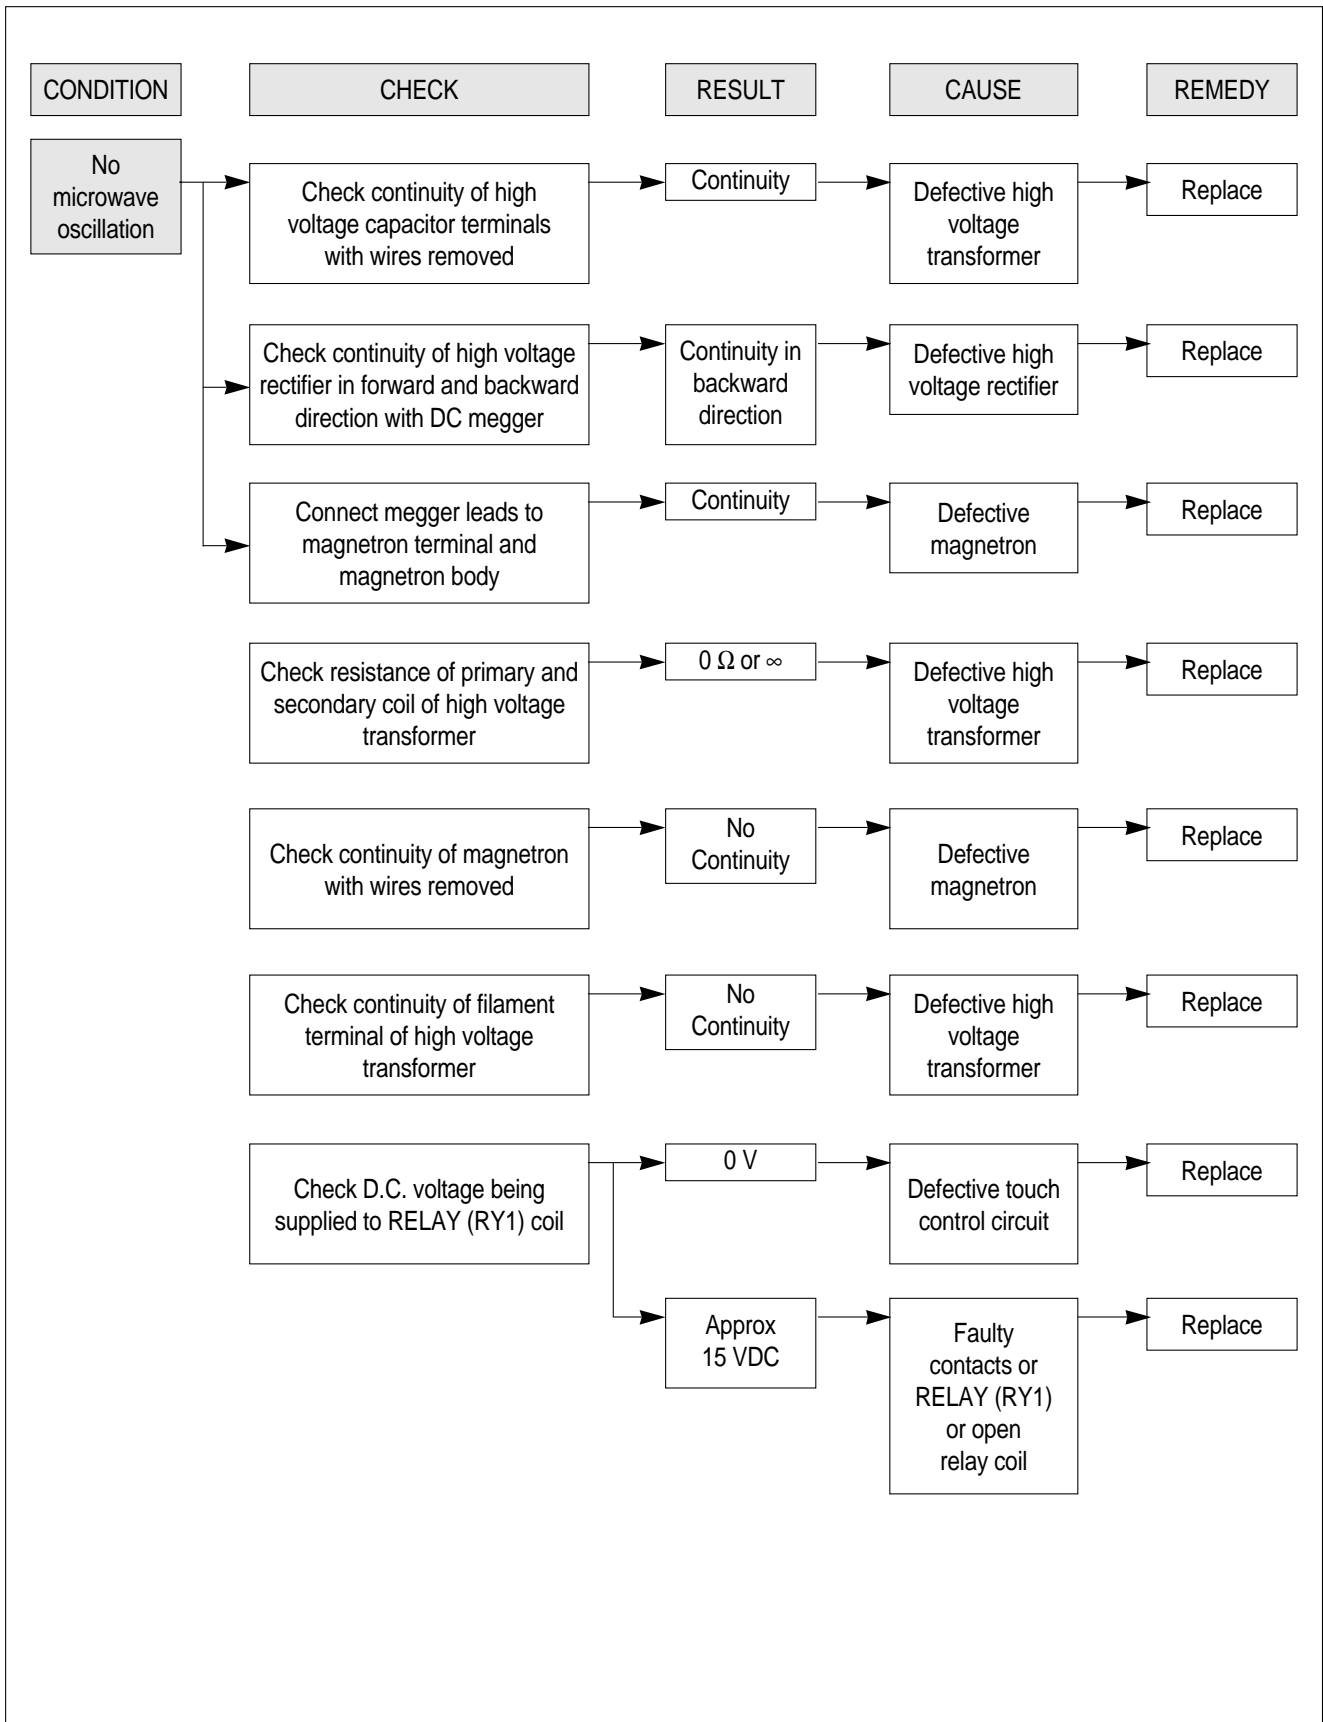 CONDITION
CHECK
RESULT
CAUSE
REMEDY
No
microwave
oscillation
Check continuity of high
voltage capacitor terminals
with wires removed
Continuity
Defective high
voltage
transformer
Replace
Check continuity of high voltage
rectifier in forward and backward
direction with DC megger
Continuity in
backward
direction
Defective high
voltage rectifier
Replace
Connect megger leads to
magnetron terminal and
magnetron body
Continuity
Defective
magnetron
Replace
Check resistance of primary and
secondary coil of high voltage
transformer
0 Ω or ∞
Defective high
voltage
transformer
Replace
Check continuity of magnetron
with wires removed
No
Continuity
Defective
magnetron
Replace
Check continuity of filament
terminal of high voltage
transformer
No
Continuity
Defective high
voltage
transformer
Replace
Check D.C. voltage being
supplied to RELAY (RY1) coil
0 V
Defective touch
control circuit
Replace
Approx
15 VDC
Faulty
contacts or
RELAY (RY1)
or open
relay coil
Replace